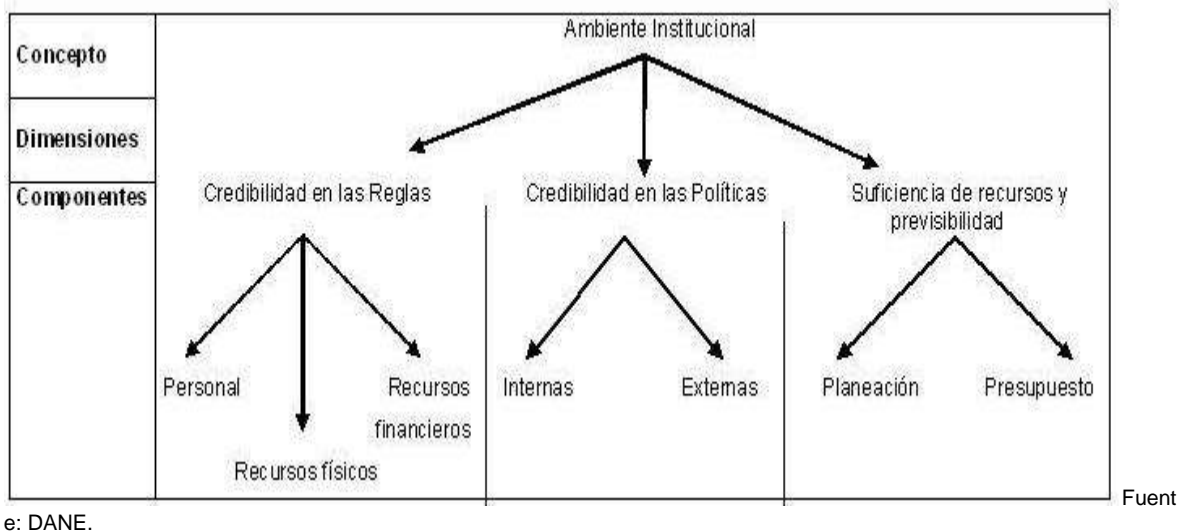 Concepto
Ambiente Institucional
Dimensiones
Componentes
Credibilidad en las Reglas
Credibilidad en las Políticas
Suficiencia de recursos y
previsibilidad
Personal
Recursos
financieros
Recursos físicos
Internas
Externas
Planeación
Presupuesto
Fuent
e: DANE.